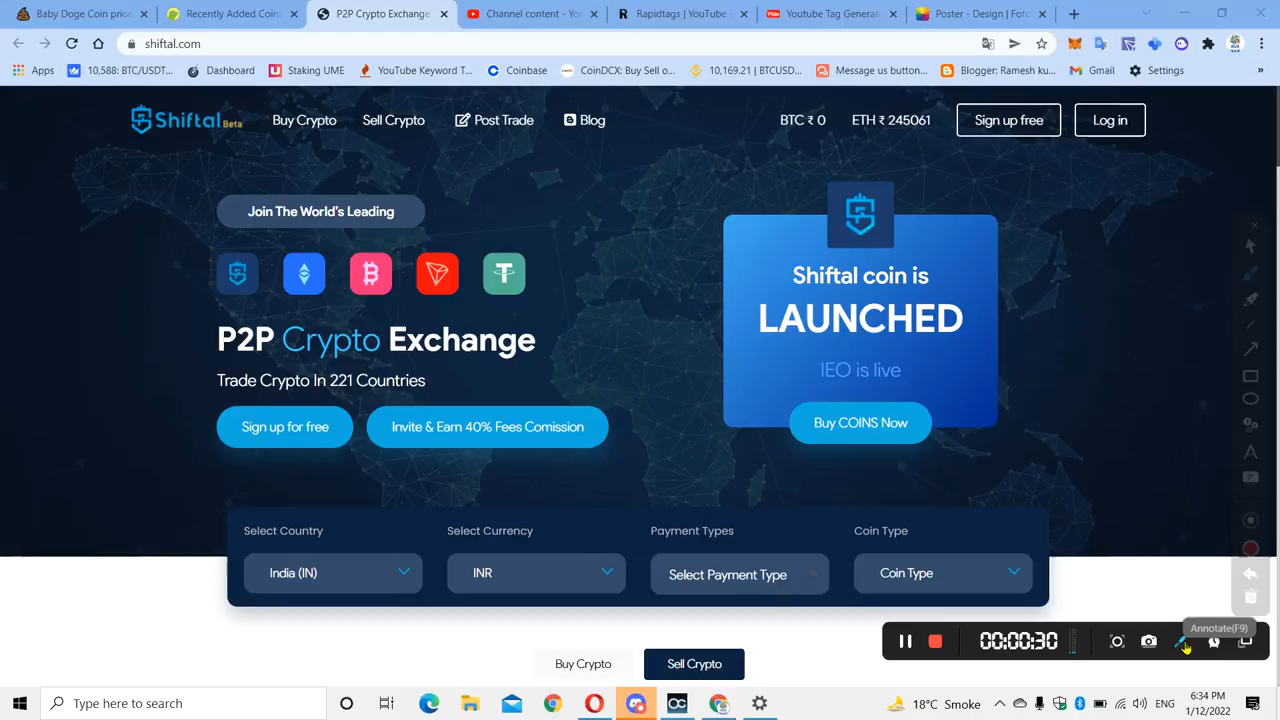 Baby Doge Coin price
Recently Added Coins
P2P Crypto Exchange
Channel content - You
Rapidtags | YouTube
Youtube Tag Generate
Poster - Design | Foto
shiftal.com
Apps
10,588: BTC/USDT...
Dashboard
Staking UME
YouTube Keyword T...
Coinbase
CoinDCX: Buy Sell o...
10,169.21 | BTCUSD...
Message us button...
Blogger: Ramesh ku...
Gmail
Settings
»
Shiftal Beta
Buy Crypto
Sell Crypto
Post Trade
Blog
BTC ₹ 0
ETH ₹ 245061
Sign up free
Log in
Join The World's Leading
P2P Crypto Exchange
Trade Crypto In 221 Countries
Sign up for free
Invite & Earn 40% Fees Comission
Shiftal coin is
LAUNCHED
IEO is live
Buy COINS Now
Select Country
Select Currency
Payment Types
Coin Type
India (IN)
INR
Select Payment Type
Coin Type
Annotate(F9)
00:00:30
Buy Crypto
Sell Crypto
Type here to search
18°C Smoke
ENG
6:34 PM
1/12/2022